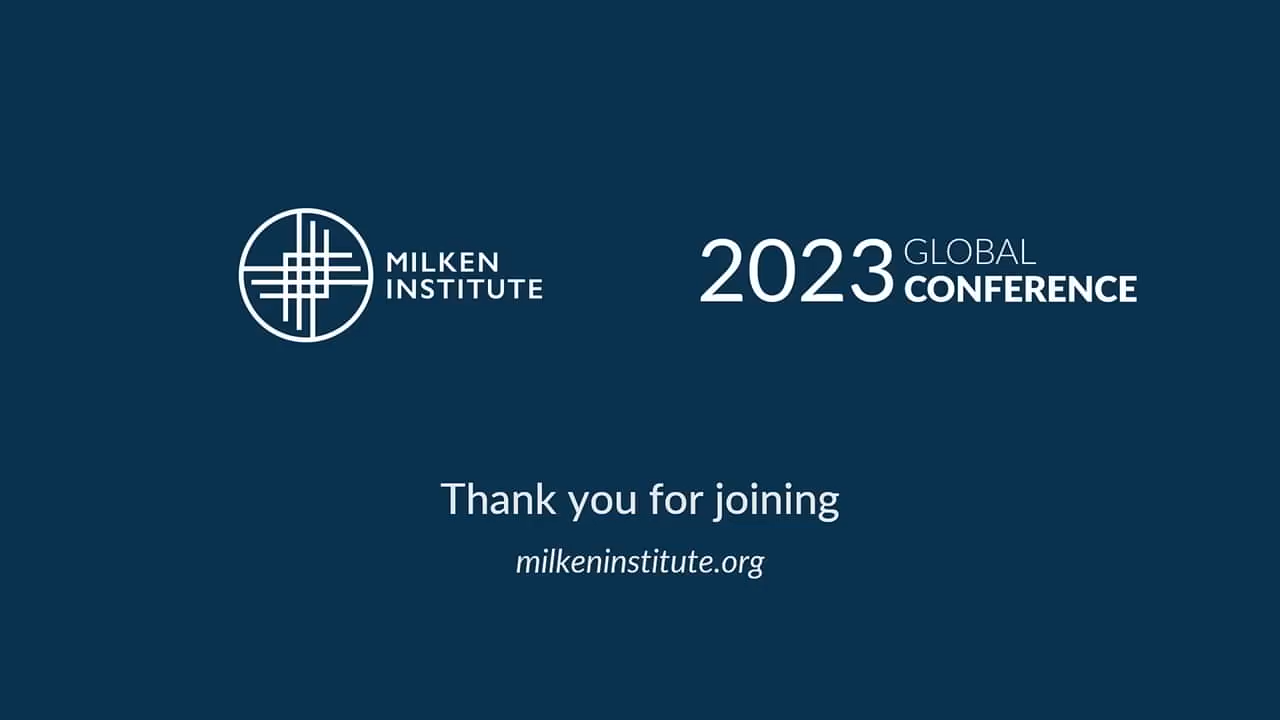 MILKEN
INSTITUTE
2023 GLOBAL
CONFERENCE
Thank you for joining
milkeninstitute.org